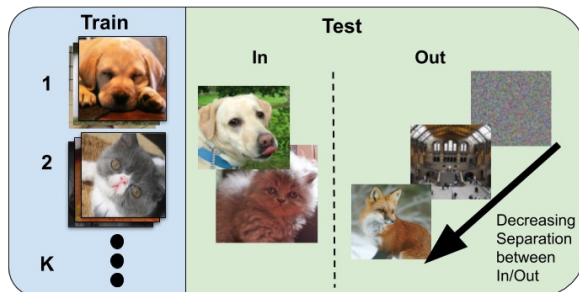 Train
Test
In
Out
1
2
K
Decreasing
Separation
between
In/Out